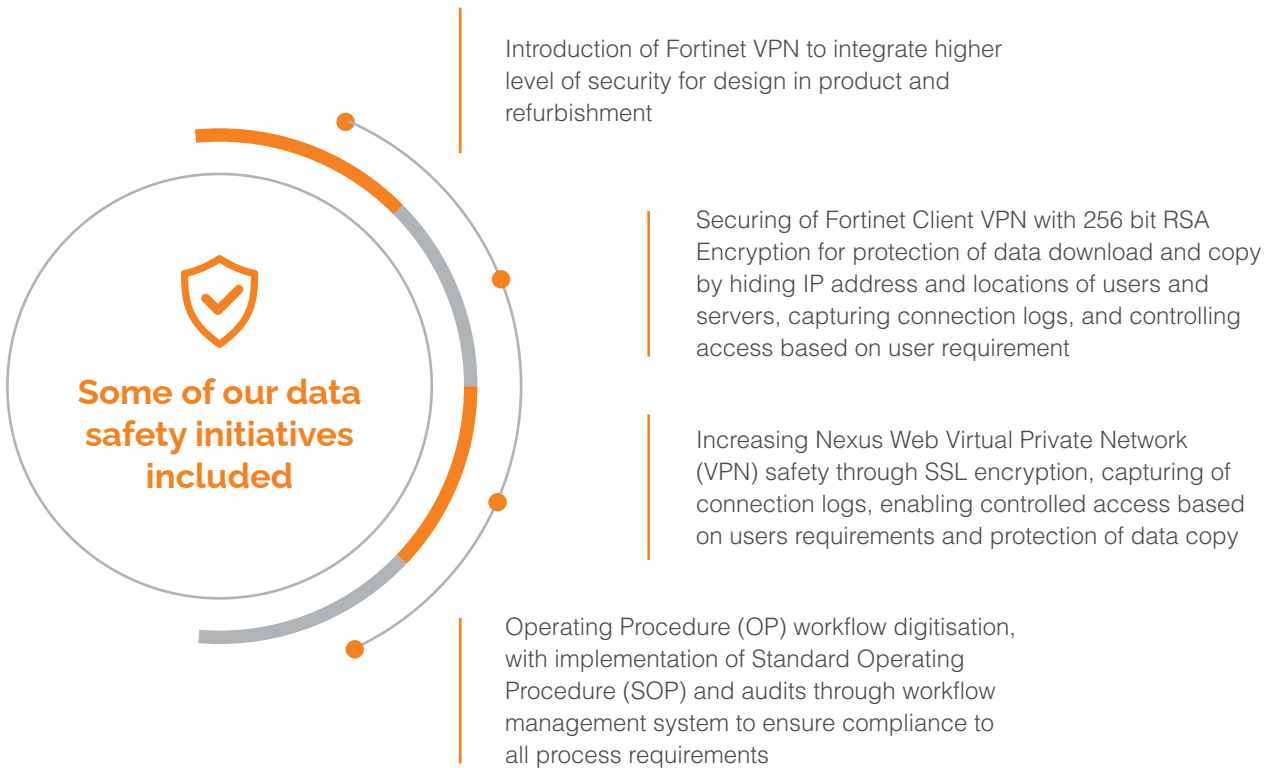 Introduction of Fortinet VPN to integrate higher
level of security for design in product and
refurbishment
Securing of Fortinet Client VPN with 256 bit RSA
Encryption for protection of data download and copy
by hiding IP address and locations of users and
servers, capturing connection logs, and controlling
access based on user requirement
Some of our data
safety initiatives
included
Increasing Nexus Web Virtual Private Network
(VPN) safety through SSL encryption, capturing of
connection logs, enabling controlled access based
on users requirements and protection of data copy
Operating Procedure (OP) workflow digitisation,
with implementation of Standard Operating
Procedure (SOP) and audits through workflow
management system to ensure compliance to
all process requirements